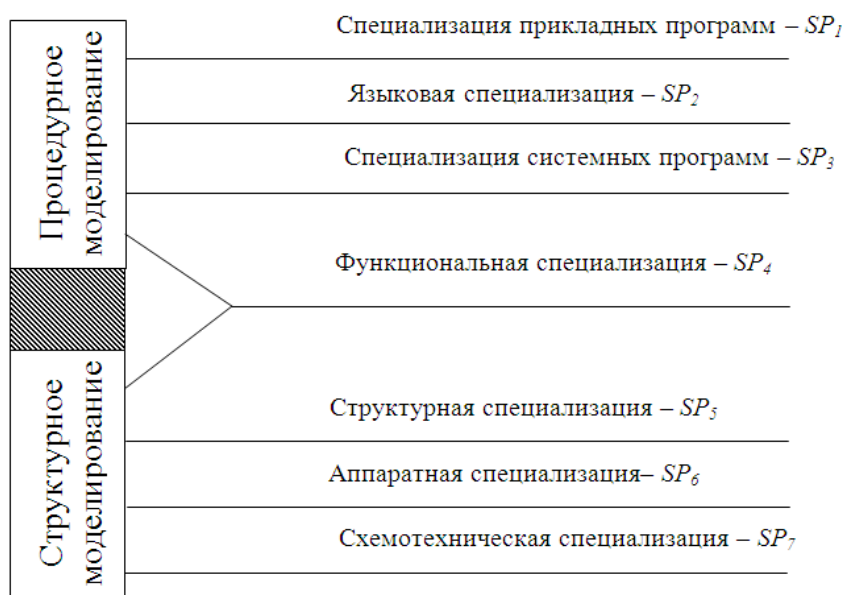 Процедурное
моделирование
Специализация прикладных программ – SP1
Языковая специализация – SP2
Специализация системных программ – SP3
Функциональная специализация – SP4
Структурное
моделирование
Структурная специализация – SP5
Аппаратная специализация– SP6
Схемотехническая специализация – SP7